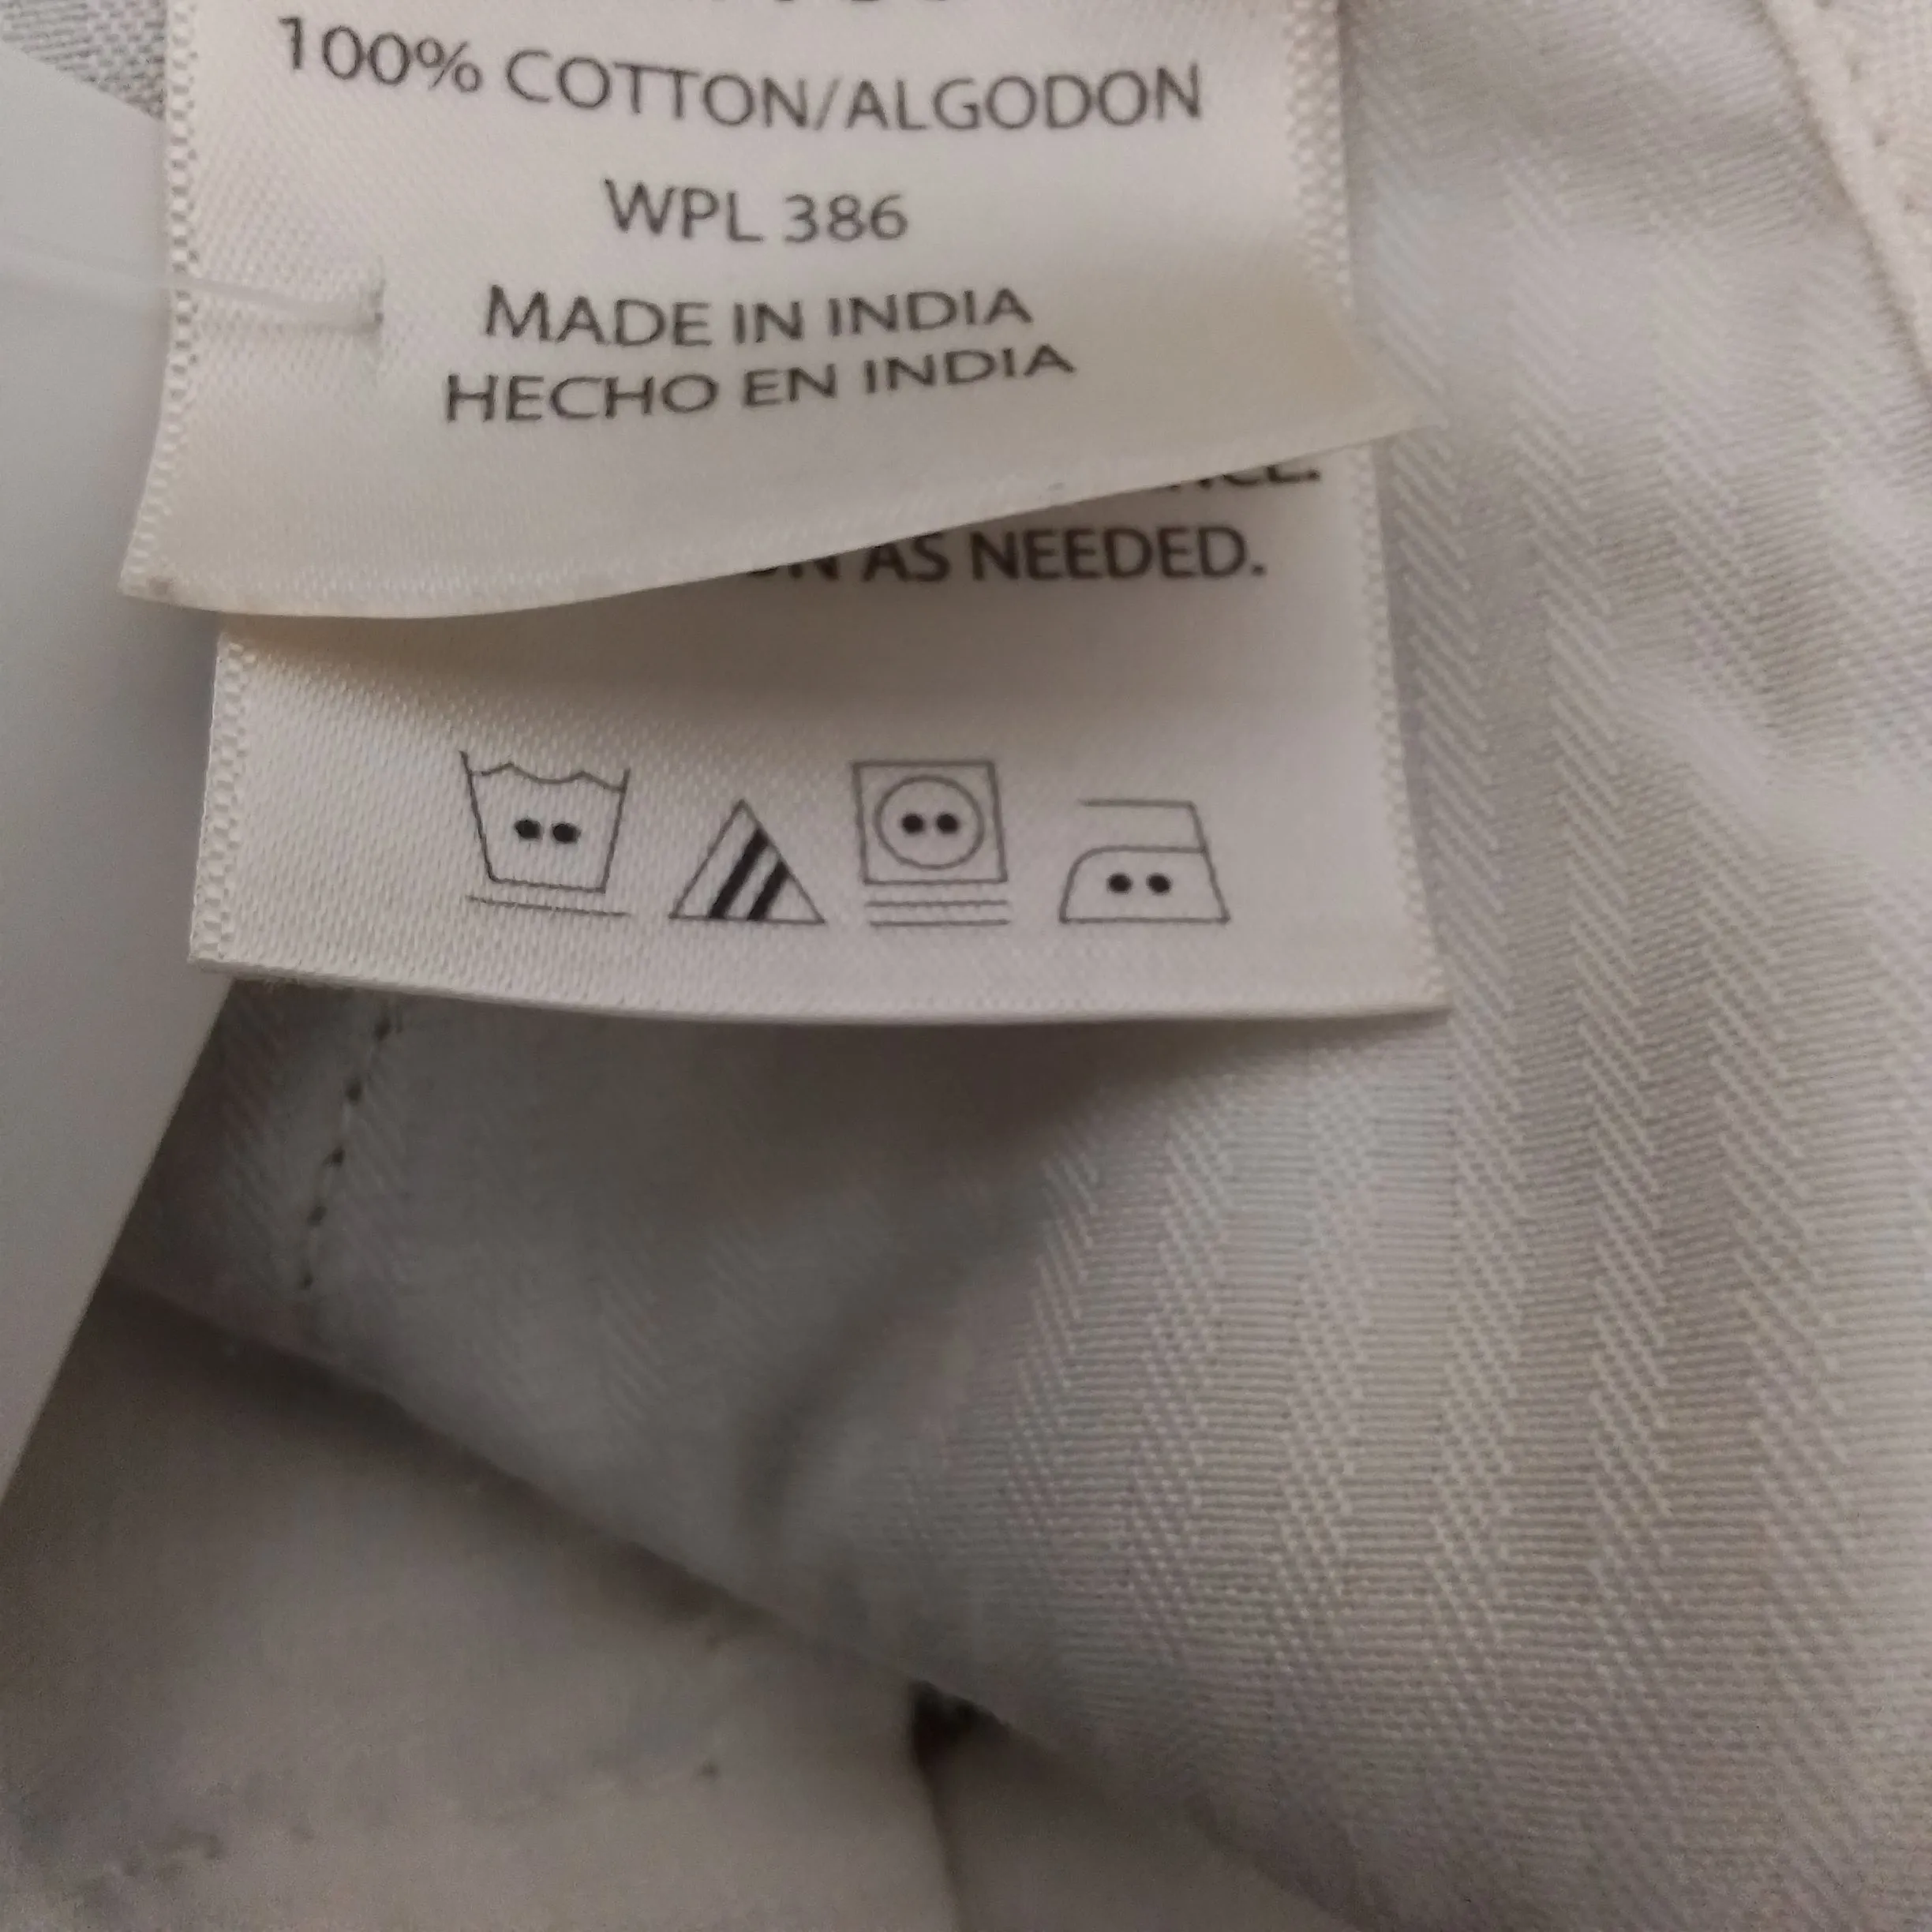 100% COTTON/ALGODON
WPL 386
MADE IN INDIA
HECHO EN INDIA
AS NEEDED.